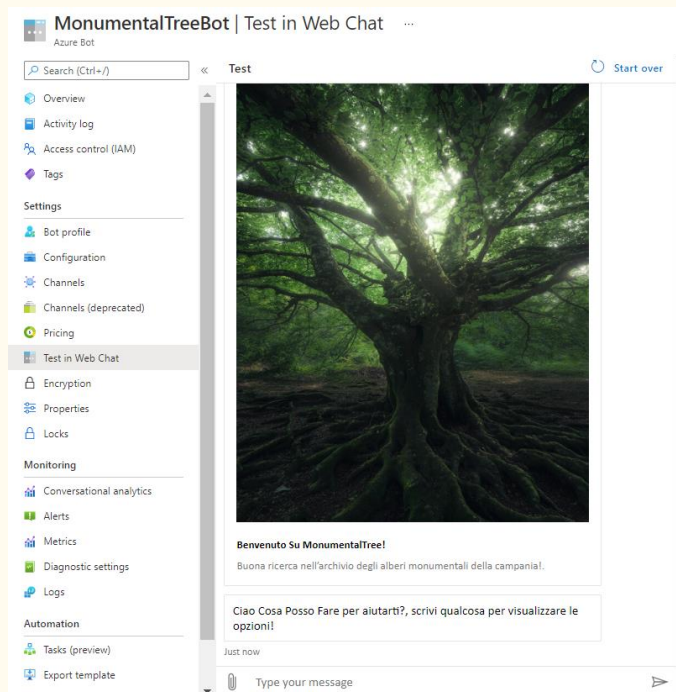 MonumentalTreeBot | Test in Web Chat ...
Azure Bot
Search (Ctrl+/)
«
Overview
Activity log
Access control (IAM)
Tags
Settings
Bot profile
Configuration
Channels
Channels (deprecated)
Pricing
Test in Web Chat
Encryption
Properties
Locks
Monitoring
Conversational analytics
Alerts
Metrics
Diagnostic settings
Logs
Automation
Tasks (preview)
Export template
Test
Start over
Benvenuto Su MonumentalTree!
Buona ricerca nell'archivio degli alberi monumentali della campania!.
Ciao Cosa Posso Fare per aiutarti?, scrivi qualcosa per visualizzare le
opzioni!
Just now
Type your message